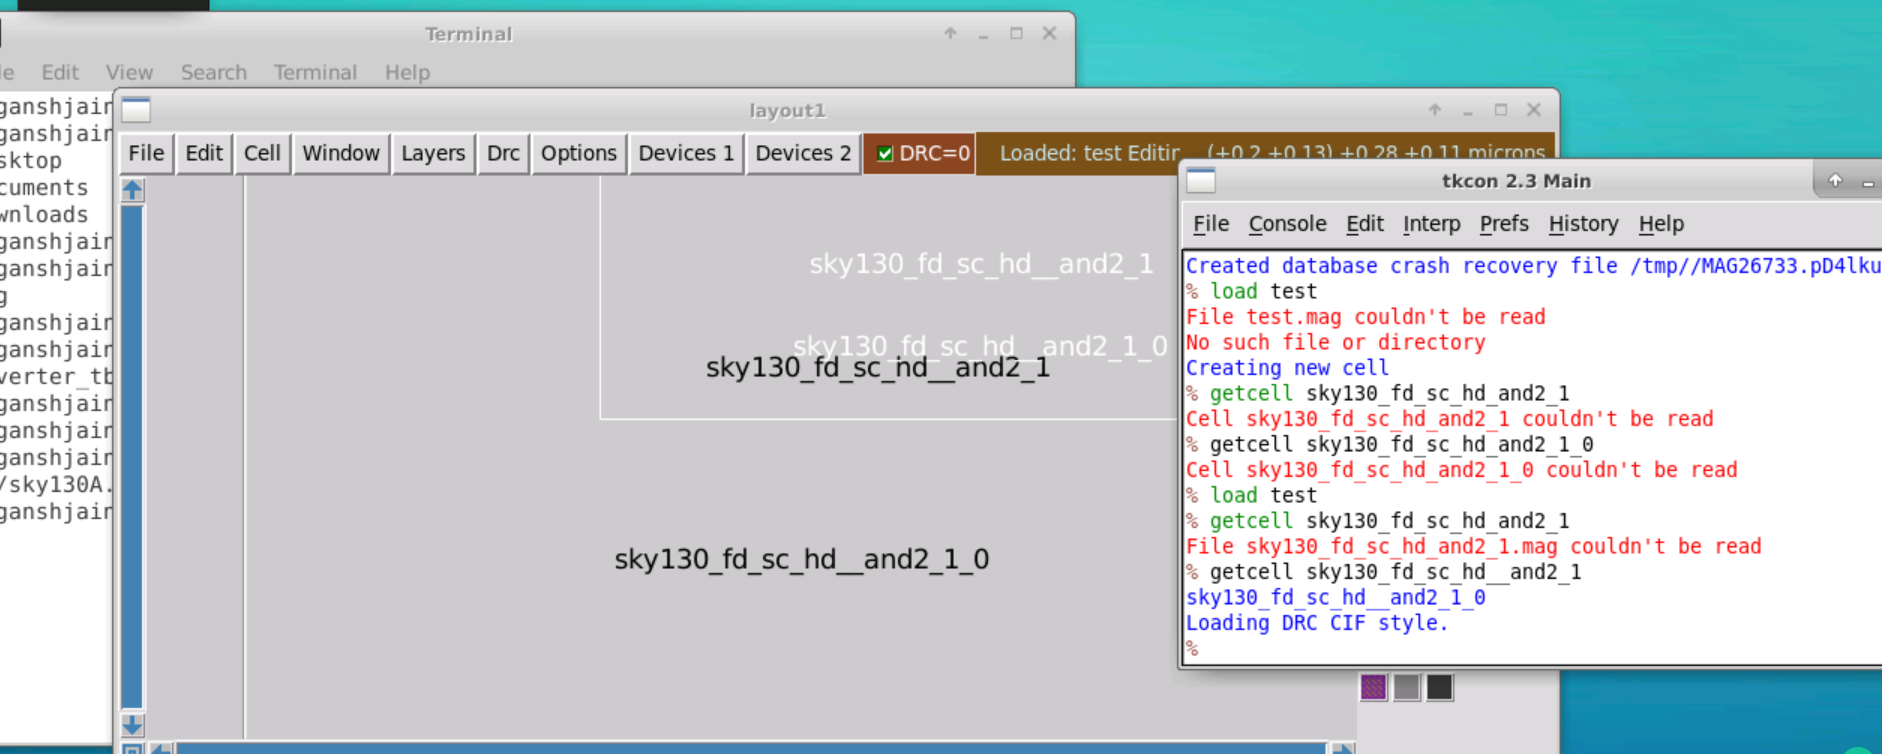 Terminal
le Edit View Search Terminal Help
ganshjair
ganshjair
sktop
cuments
wnloads
ganshjair
ganshjair
g
ganshjair
ganshjair
verter_tb
ganshjair
ganshjair
ganshjair
/sky130A.
ganshjair
layout1
File Edit Cell Window Layers Drc Options Devices 1 Devices 2 DRC=0 Loaded: test Editir (+0.2 +0.13) +0.28 +0.11 microns
sky130_fd_sc_hd__and2_1
sky130_fd_sc_hd__and2_1_0
sky130_fd_sc_hd__and2_1
sky130_fd_sc_hd__and2_1_0
tkcon 2.3 Main
File Console Edit Interp Prefs History Help
Created database crash recovery file /tmp//MAG26733.pD4lku
% load test
File test.mag couldn't be read
No such file or directory
Creating new cell
% getcell sky130_fd_sc_hd_and2_1
Cell sky130_fd_sc_hd_and2_1 couldn't be read
% getcell sky130_fd_sc_hd_and2_1_0
Cell sky130_fd_sc_hd_and2_1_0 couldn't be read
% load test
% getcell sky130_fd_sc_hd_and2_1
File sky130_fd_sc_hd_and2_1.mag couldn't be read
% getcell sky130_fd_sc_hd__and2_1
sky130_fd_sc_hd__and2_1_0
Loading DRC CIF style.
%